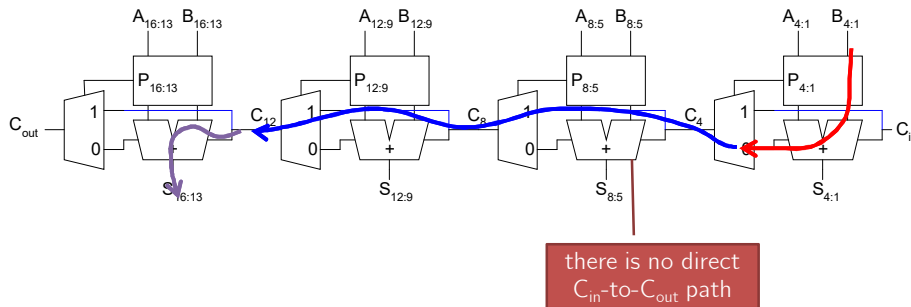 A16:13 B16:13 A12:9 B12:9 A8:5 B8:5 A4:1 B4:1
P16:13 P12:9 P8:5 P4:1
1 C12 1 C8 1 C4 1
Cout Ci
0 + 0 + 0 + 0 +
S16:13 S12:9 S8:5 S4:1
there is no direct
Cin-to-Cout path